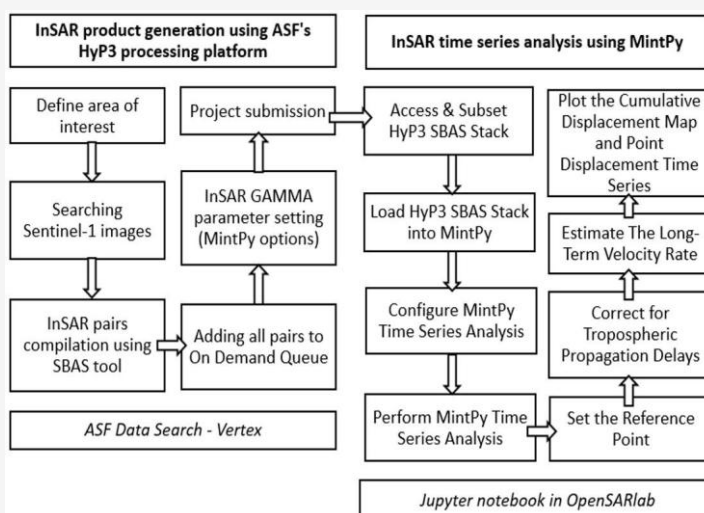 InSAR product generation using ASF's
HyP3 processing platform
Define area of
interest
Searching
Sentinel-1 images
InSAR pairs
compilation using
SBAS tool
Adding all pairs to
On Demand Queue
InSAR GAMMA
parameter setting
(MintPy options)
Project submission
ASF Data Search - Vertex
InSAR time series analysis using MintPy
Access & Subset
HyP3 SBAS Stack
Load HyP3 SBAS Stack
into MintPy
Configure MintPy
Time Series Analysis
Perform MintPy Time
Series Analysis
Set the Reference
Point
Correct for
Tropospheric
Propagation Delays
Estimate The Long-
Term Velocity Rate
Plot the Cumulative
Displacement Map
and Point
Displacement Time
Series
Jupyter notebook in OpenSARlab